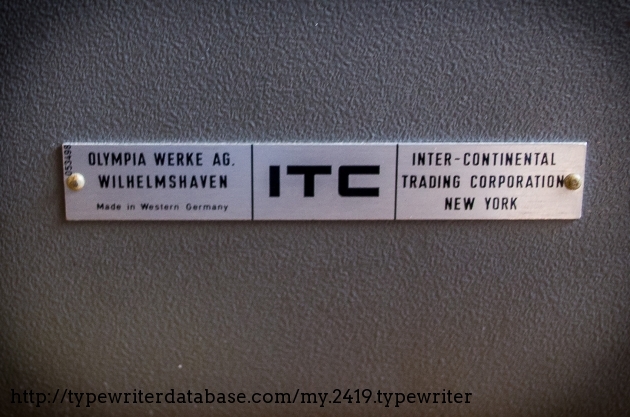 053498
OLYMPIA WERKE AG.
WILHELMSHAVEN
Made in Western Germany
ITC
INTER-CONTINENTAL
TRADING CORPORATION
NEW YORK
http://typewriterdatabase.com/my.2419.typewriter